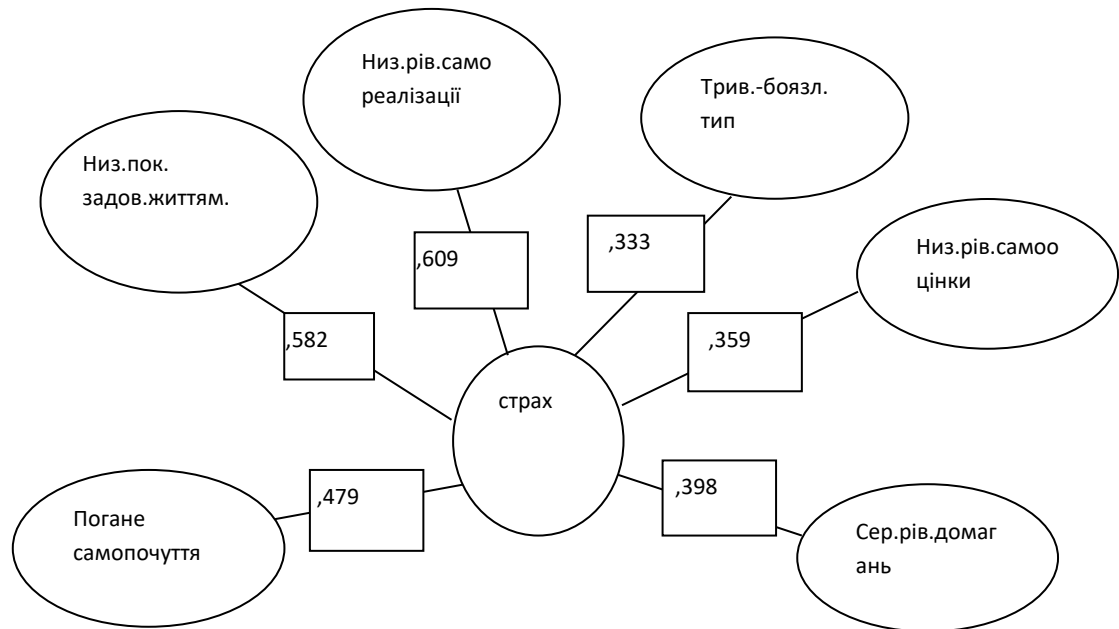 Низ.рів.само
реалізації
Трив.-боязл.
тип
Низ.пок.
задов.життям.
,609
,333
Низ.рів.самоо
цінки
,582
,359
страх
,479
,398
Погане
самопочуття
Сер.рів.домаг
ань